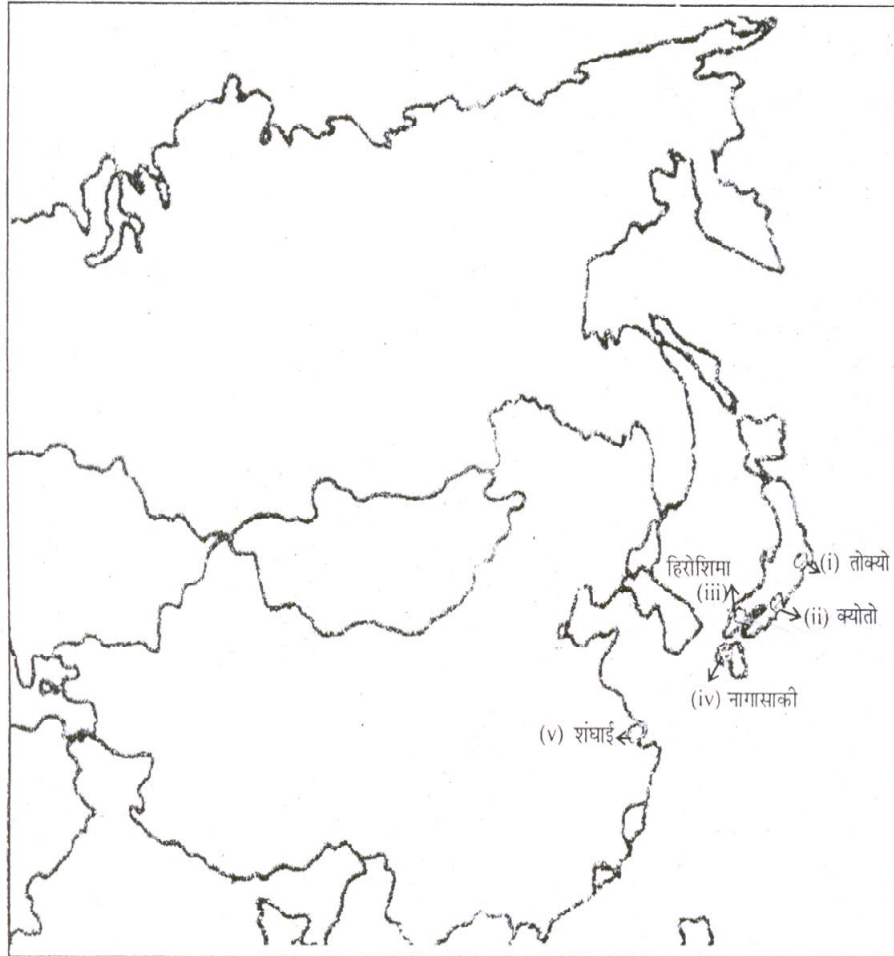 (i) तोक्यो
हिरोशिमा
(iii)
(ii) क्योतो
(iv) नागासाकी
(v) शंघाई